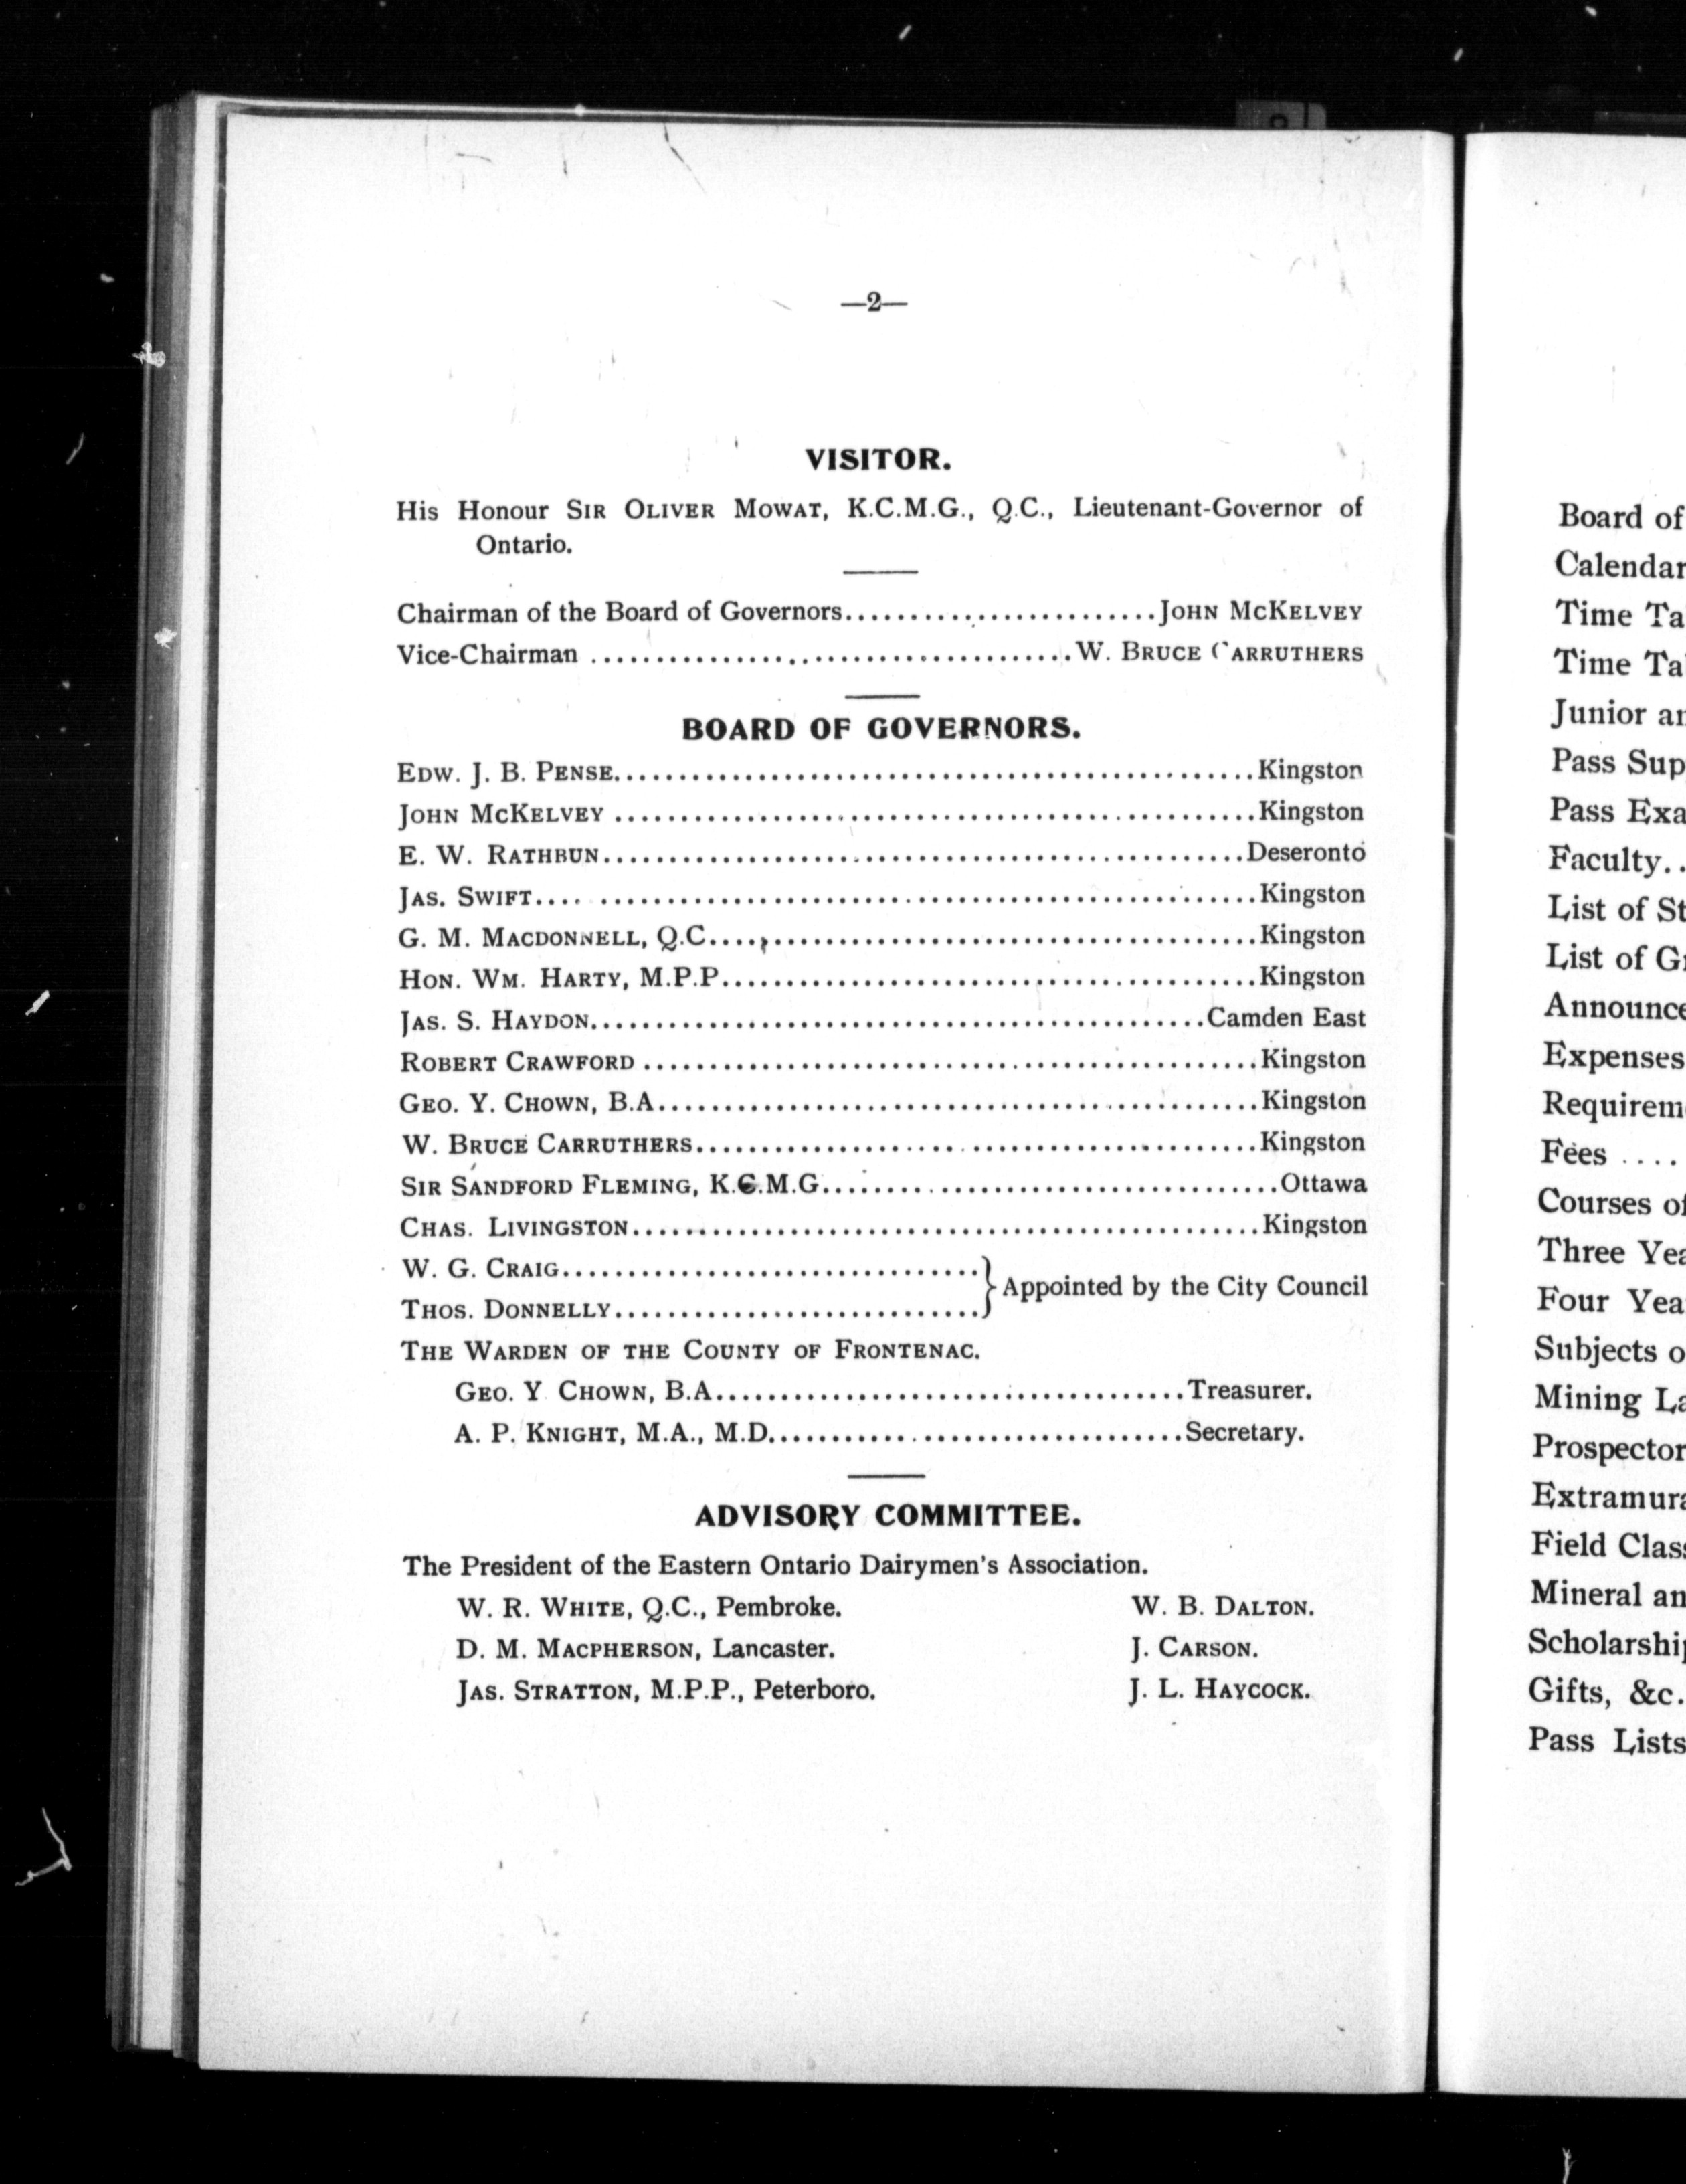 —2—
VISITOR.
His Honour SIR OLIVER MOWAT, K.C.M.G., Q.C., Lieutenant-Governor of
Ontario.
Chairman of the Board of Governors........................JOHN MCKELVEY
Vice-Chairman .....................................W. BRUCE CARRUTHERS
BOARD OF GOVERNORS.
EDW. J. B. PENSE.................................................Kingston
JOHN MCKELVEY .................................................Kingston
E. W. RATHBUN.................................................Deseronto
JAS. SWIFT.... ..................................................Kingston
G. M. MACDONNELL, Q.C..........................................Kingston
HON. WM. HARTY, M.P.P.........................................Kingston
JAS. S. HAYDON...............................................Camden East
ROBERT CRAWFORD ...............................................Kingston
GEO. Y. CHOWN, B.A..............................................Kingston
W. BRUCE CARRUTHERS...........................................Kingston
SIR SANDFORD FLEMING, K.C.M.G...................................Ottawa
CHAS. LIVINGSTON................................................Kingston
W. G. CRAIG................................
THOS. DONNELLY............................} Appointed by the City Council
THE WARDEN OF THE COUNTY OF FRONTENAC.
GEO. Y. CHOWN, B.A....................................Treasurer.
A. P. KNIGHT, M.A., M.D................................Secretary.
ADVISORY COMMITTEE.
The President of the Eastern Ontario Dairymen's Association.
W. R. WHITE, Q.C., Pembroke. W. B. DALTON.
D. M. MACPHERSON, Lancaster. J. CARSON.
JAS. STRATTON, M.P.P., Peterboro. J. L. HAYCOCK.
Board of
Calendar
Time Ta
Time Ta
Junior an
Pass Sup
Pass Exa
Faculty..
List of St
List of Gr
Announce
Expenses
Requirem
Fees ....
Courses of
Three Yea
Four Yea
Subjects o
Mining La
Prospector
Extramura
Field Clas
Mineral an
Scholarship
Gifts, &c.
Pass Lists